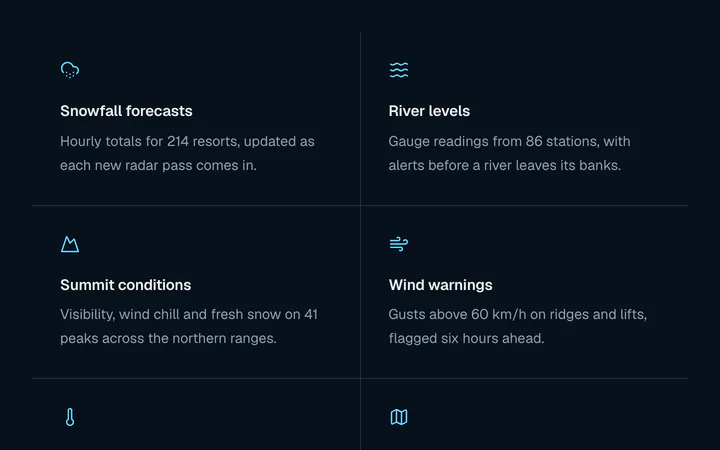 Snowfall forecasts
Hourly totals for 214 resorts, updated as
each new radar pass comes in.
River levels
Gauge readings from 86 stations, with
alerts before a river leaves its banks.
Summit conditions
Visibility, wind chill and fresh snow on 41
peaks across the northern ranges.
Wind warnings
Gusts above 60 km/h on ridges and lifts,
flagged six hours ahead.